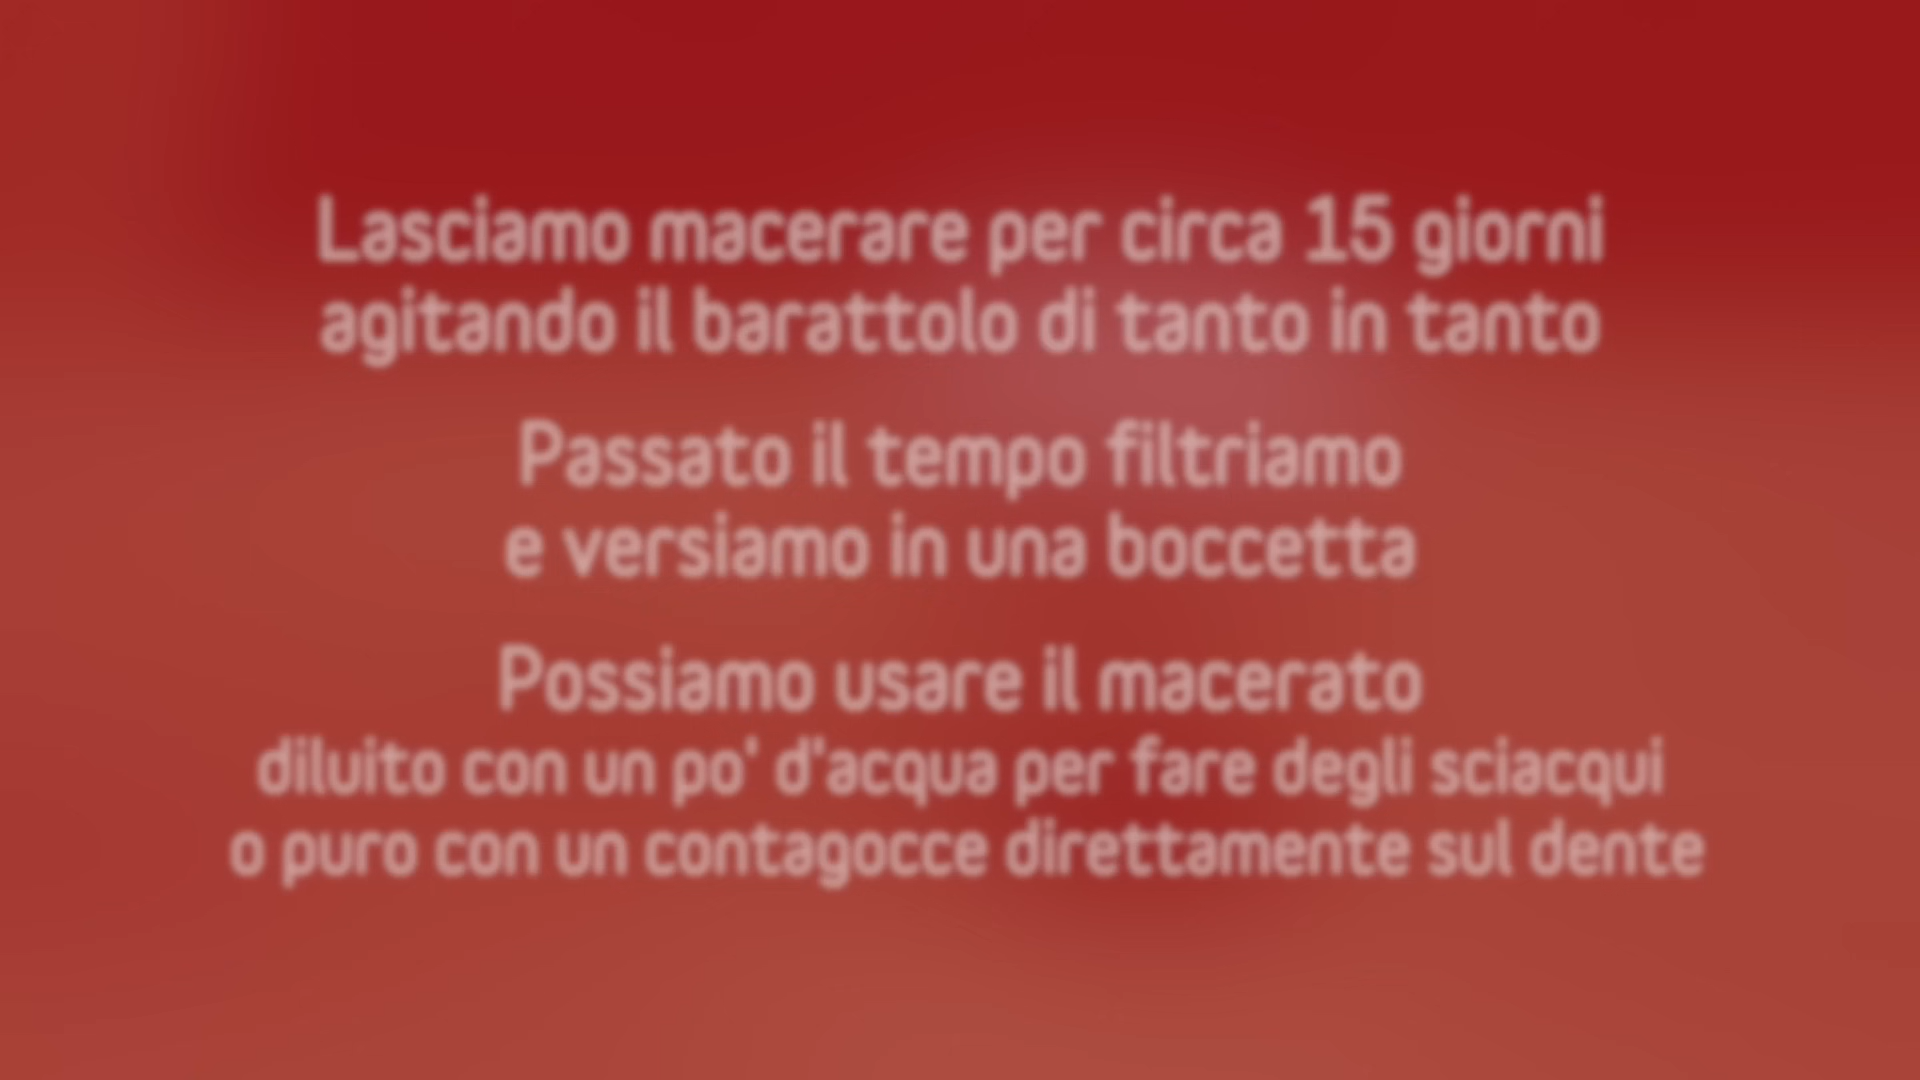 Lasciamo macerare per circa 15 giorni
agitando il barattolo di tanto in tanto
Passato il tempo filtriamo
e versiamo in una boccetta
Possiamo usare il macerato
diluito con un po' d'acqua per fare degli sciacqui
o puro con un contagocce direttamente sul dente